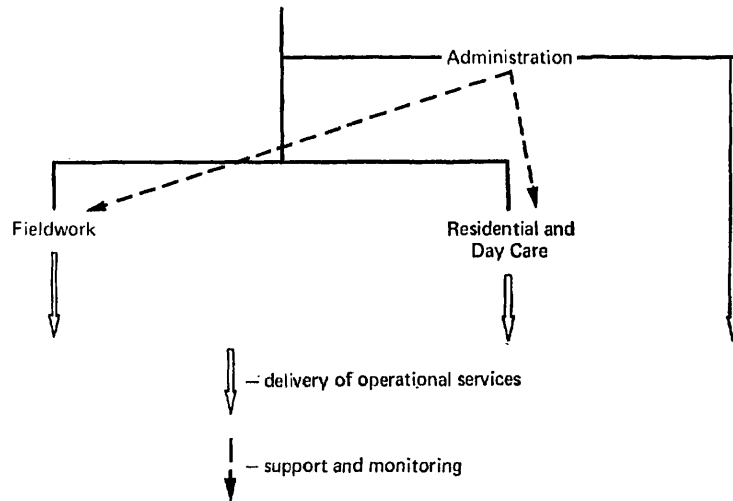 Administration
Fieldwork
Residential and
Day Care
— delivery of operational services
— support and monitoring